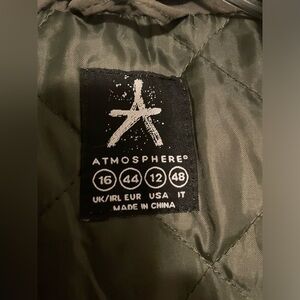 ATMOSPHERE®
16 44 12 48
UK/IRL EUR USA IT
MADE IN CHINA